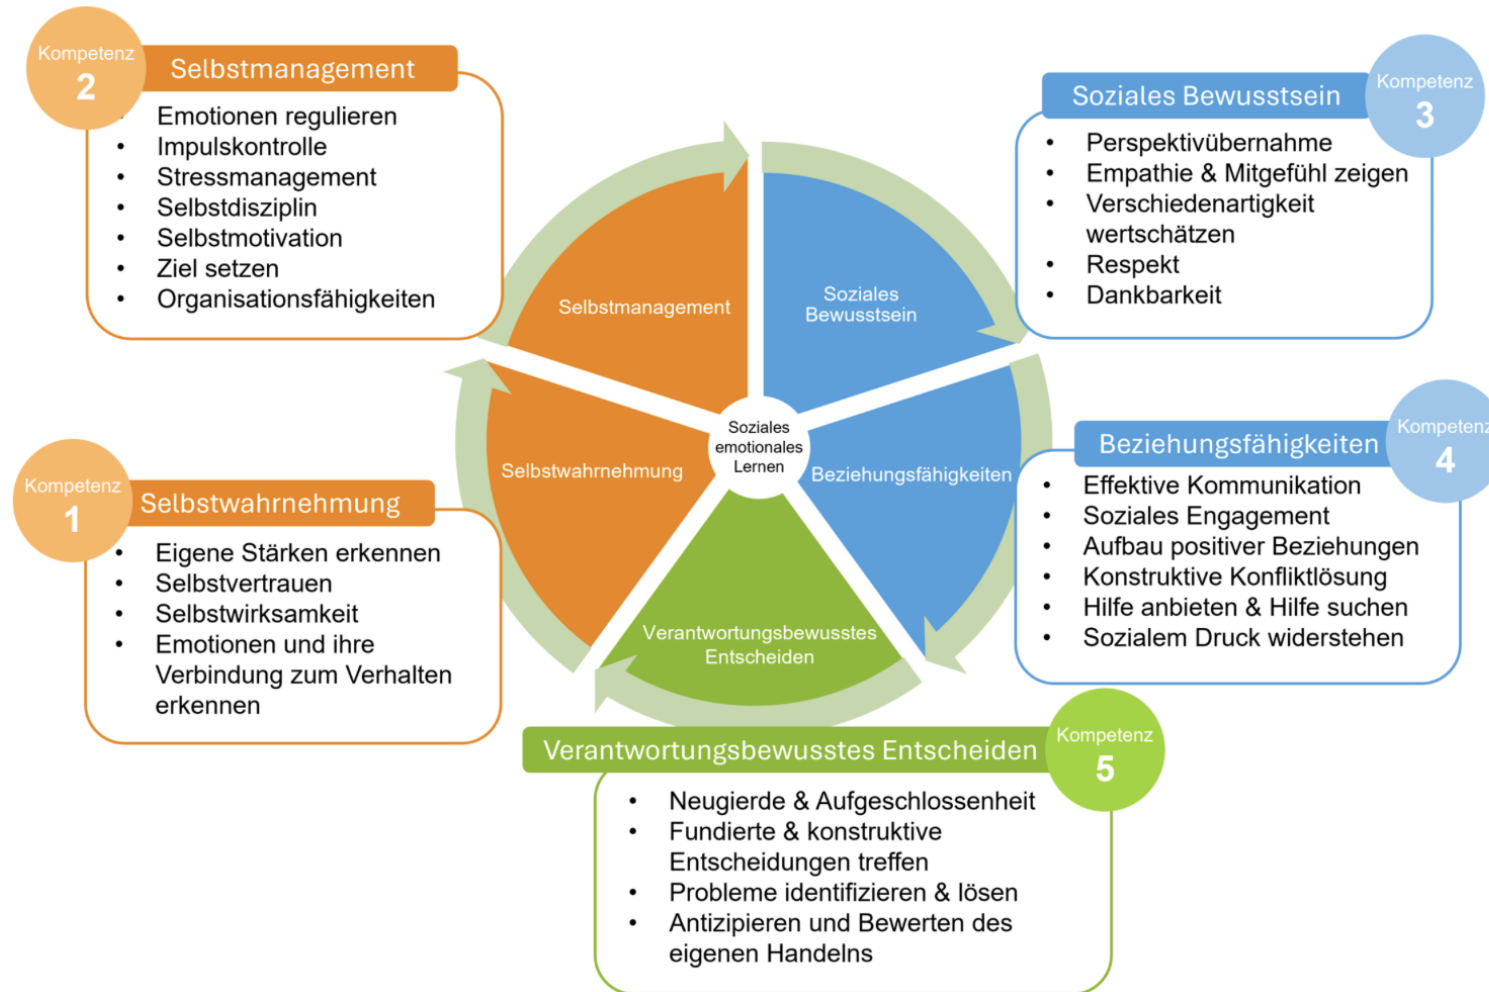 Kompetenz
2
Selbstmanagement
• Emotionen regulieren
• Impulskontrolle
• Stressmanagement
• Selbstdisziplin
• Selbstmotivation
• Ziel setzen
• Organisationsfähigkeiten
Kompetenz
3
Soziales Bewusstsein
• Perspektivübernahme
• Empathie & Mitgefühl zeigen
• Verschiedenartigkeit
wertschätzen
• Respekt
• Dankbarkeit
Selbstmanagement
Soziales
Bewusstsein
Soziales
emotionales
Lernen
Selbstwahrnehmung
Beziehungsfähigkeiten
Verantwortungsbewusstes
Entscheiden
Kompetenz
1
Selbstwahrnehmung
• Eigene Stärken erkennen
• Selbstvertrauen
• Selbstwirksamkeit
• Emotionen und ihre
Verbindung zum Verhalten
erkennen
Kompetenz
4
Beziehungsfähigkeiten
• Effektive Kommunikation
• Soziales Engagement
• Aufbau positiver Beziehungen
• Konstruktive Konfliktlösung
• Hilfe anbieten & Hilfe suchen
• Sozialem Druck widerstehen
Kompetenz
5
Verantwortungsbewusstes Entscheiden
• Neugierde & Aufgeschlossenheit
• Fundierte & konstruktive
Entscheidungen treffen
• Probleme identifizieren & lösen
• Antizipieren und Bewerten des
eigenen Handelns